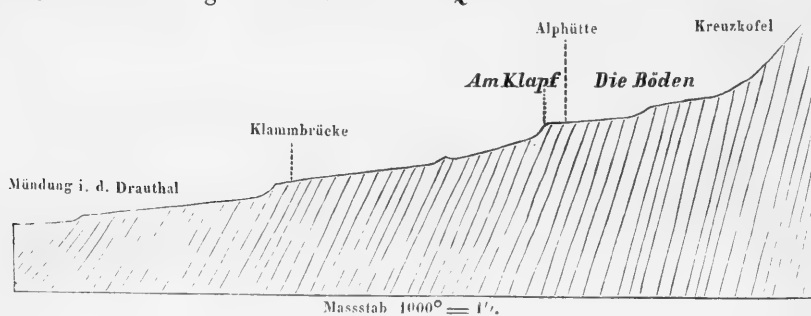 Alphütte
Kreuzkofel
Am Klapf
Die Böden
Klammbrücke
Mündung i. d. Drauthal
Massstab 1000° = 1".